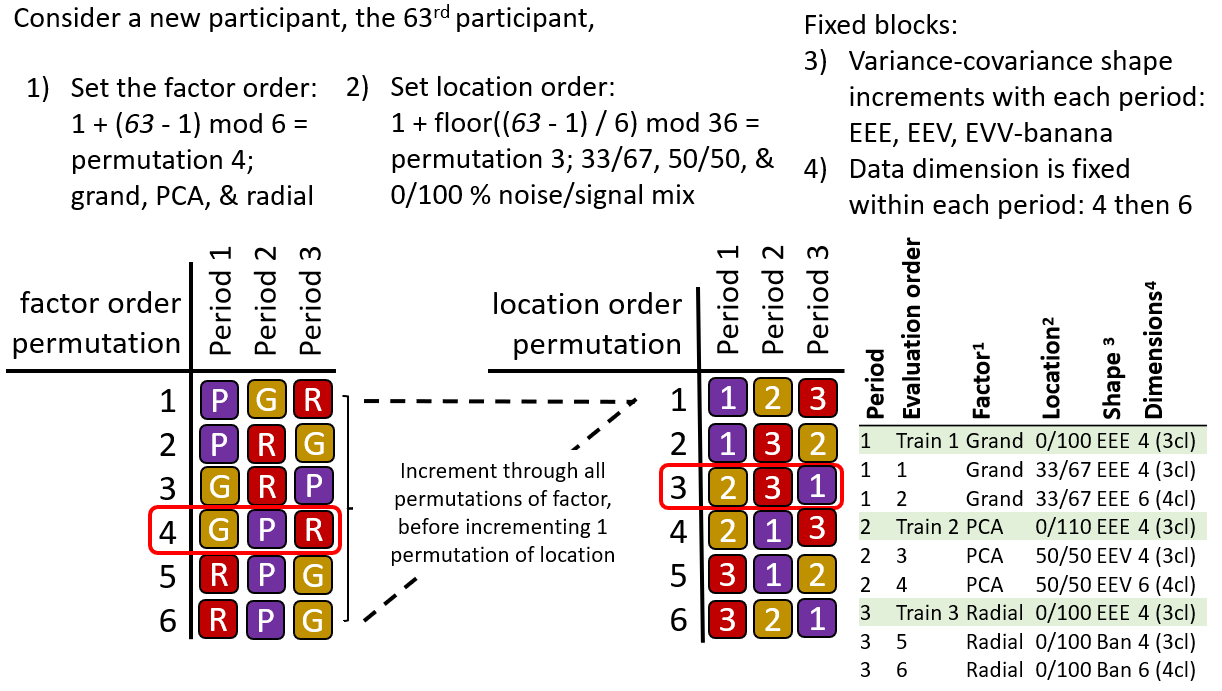 Consider a new participant, the 63rd participant,
1) Set the factor order:
1 + (63 - 1) mod 6 =
permutation 4;
grand, PCA, & radial
2) Set location order:
1 + floor((63 - 1) / 6) mod 36 =
permutation 3; 33/67, 50/50, &
0/100 % noise/signal mix
Fixed blocks:
3) Variance-covariance shape
increments with each period:
EEE, EEV, EVV-banana
4) Data dimension is fixed
within each period: 4 then 6
factor order
permutation
Period 1
Period 2
Period 3
1 P G R
2 P R G
3 G R P
4 G P R
5 R P G
6 R P G
Increment through all
permutations of factor,
before incrementing 1
permutation of location
location order
permutation
Period 1
Period 2
Period 3
1 1 2 3
2 1 3 2
3 2 3 1
4 2 1 3
5 3 1 2
6 3 2 1
Period
Evaluation order
Factor1
Location2
Shape 3
Dimensions4
1 Train 1 Grand 0/100 EEE 4 (3cl)
1 1 Grand 33/67 EEE 4 (3cl)
1 2 Grand 33/67 EEE 6 (4cl)
2 Train 2 PCA 0/110 EEE 4 (3cl)
2 3 PCA 50/50 EEV 4 (3cl)
2 4 PCA 50/50 EEV 6 (4cl)
3 Train 3 Radial 0/100 EEE 4 (3cl)
3 5 Radial 0/100 Ban 4 (3cl)
3 6 Radial 0/100 Ban 6 (4cl)